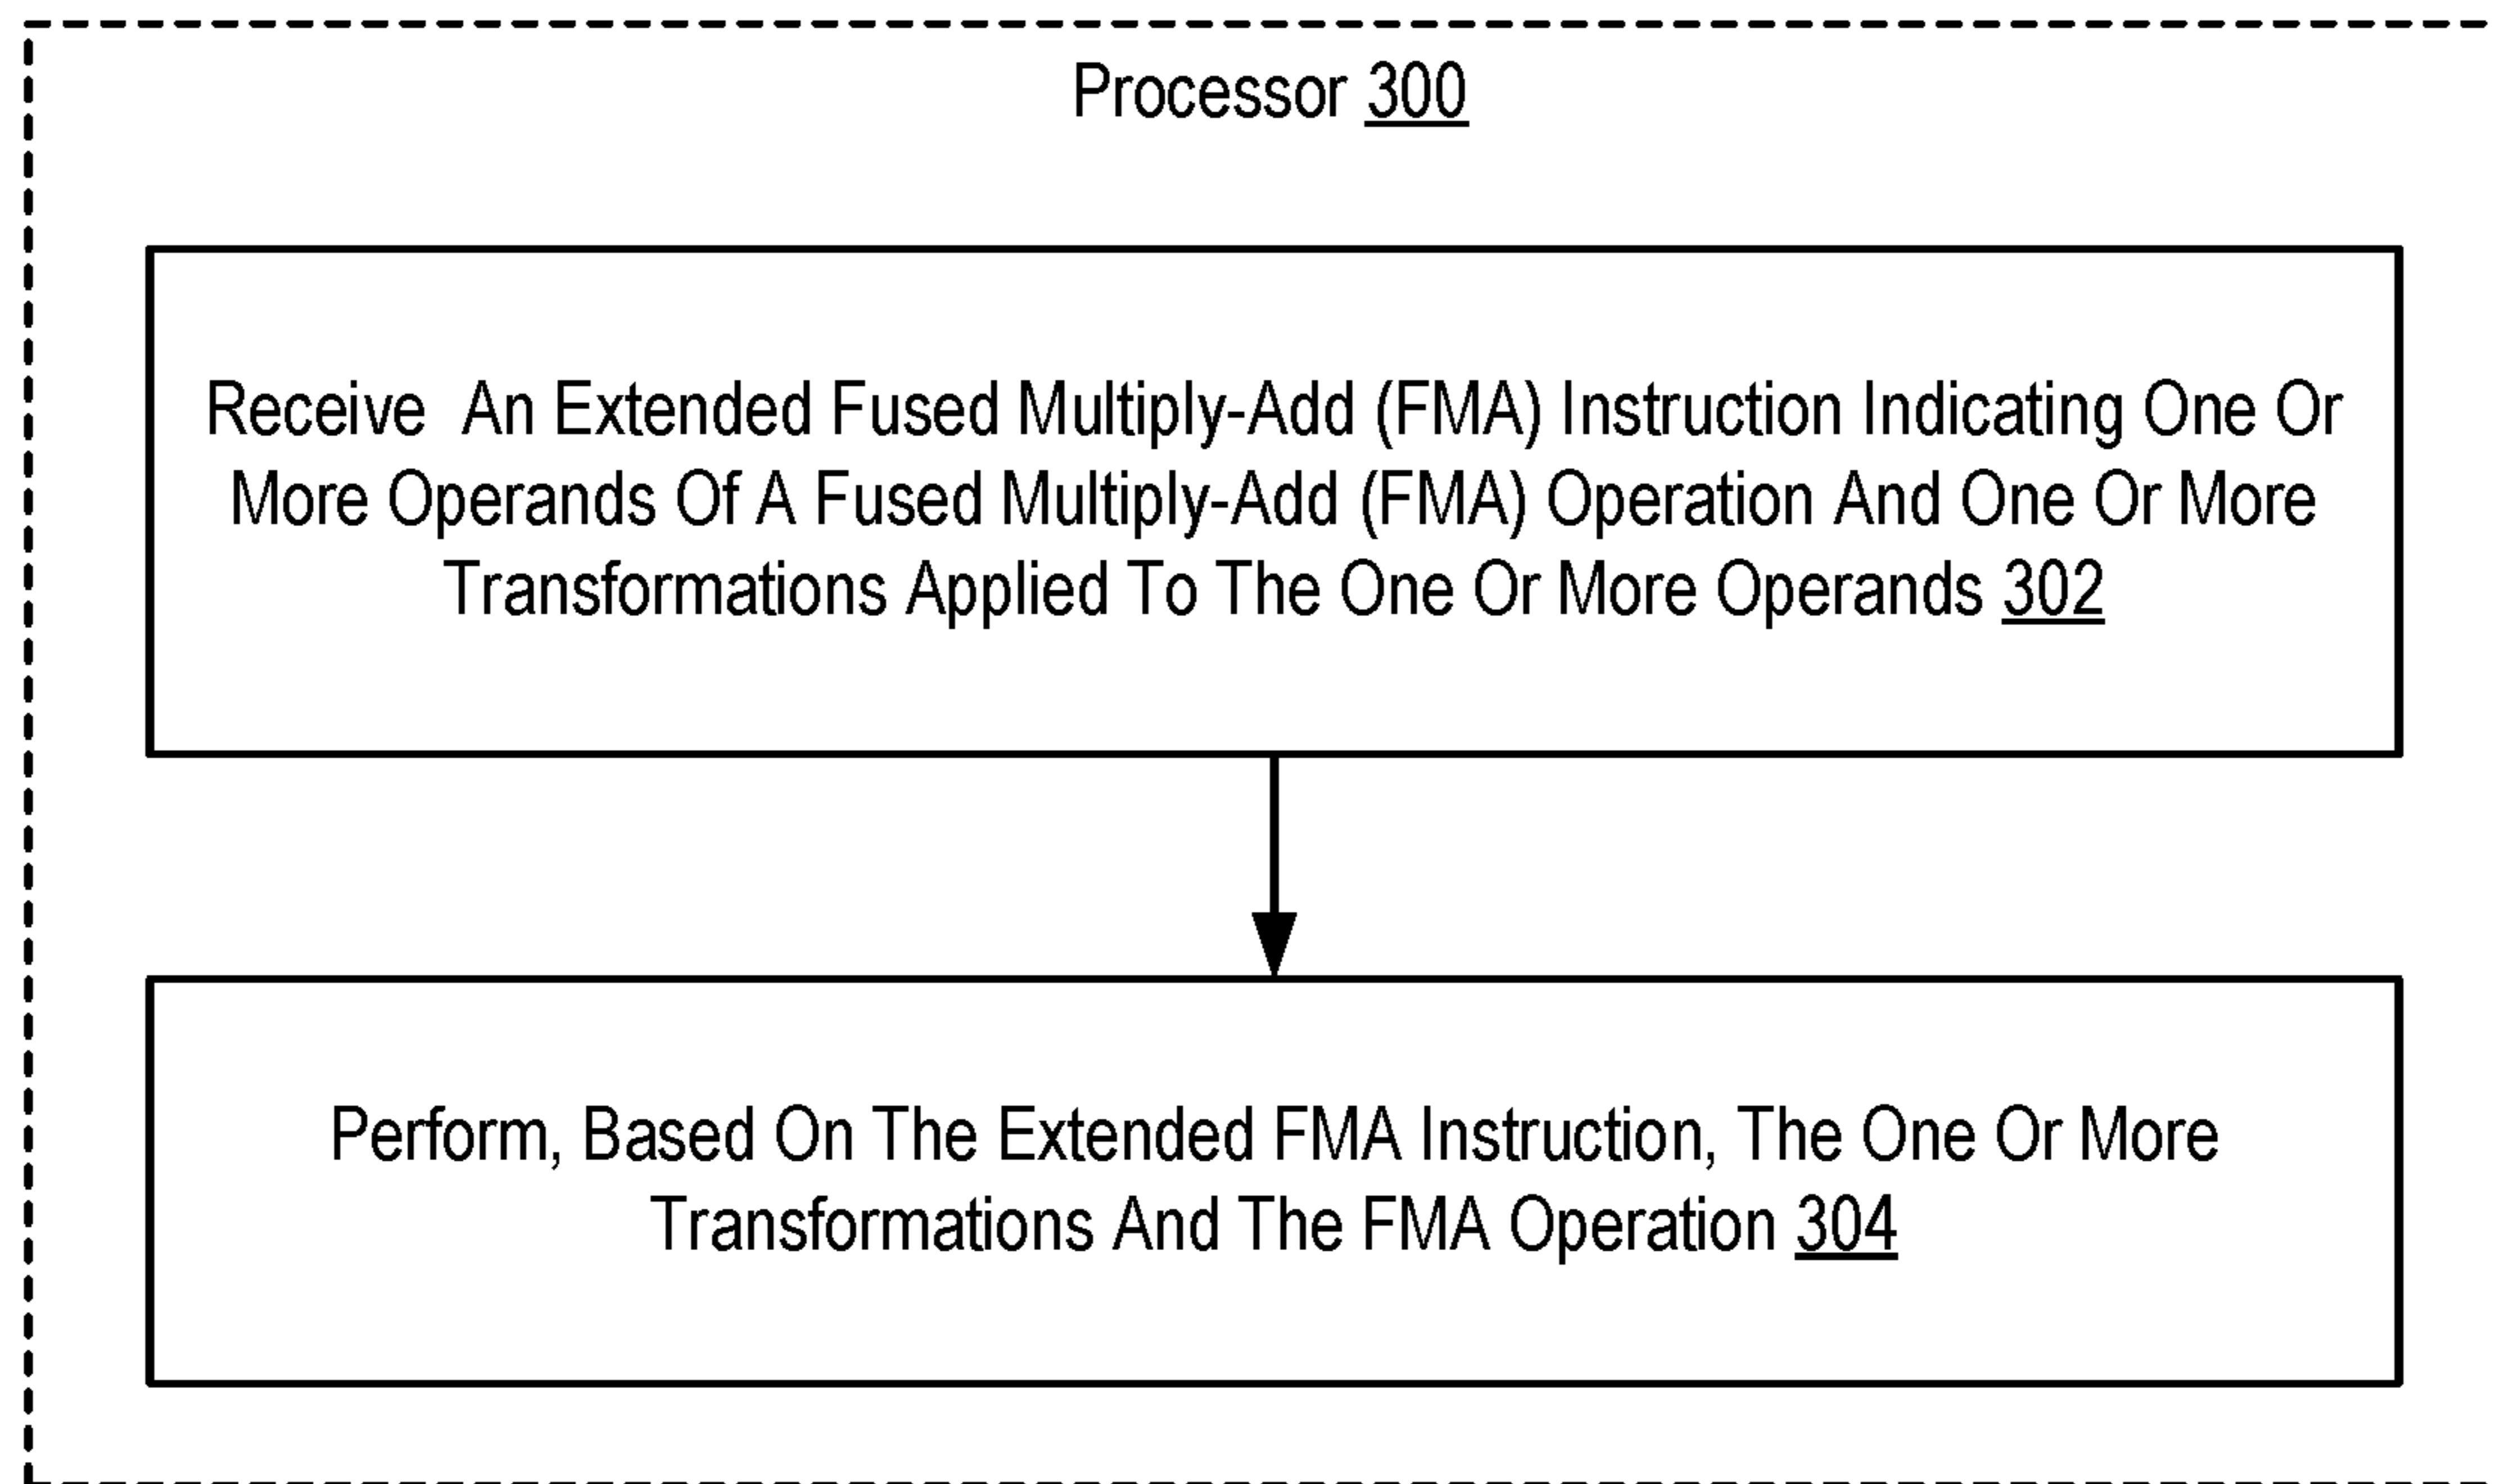 Processor 300
Receive An Extended Fused Multiply-Add (FMA) Instruction Indicating One Or
More Operands Of A Fused Multiply-Add (FMA) Operation And One Or More
Transformations Applied To The One Or More Operands 302
Perform, Based On The Extended FMA Instruction, The One Or More
Transformations And The FMA Operation 304